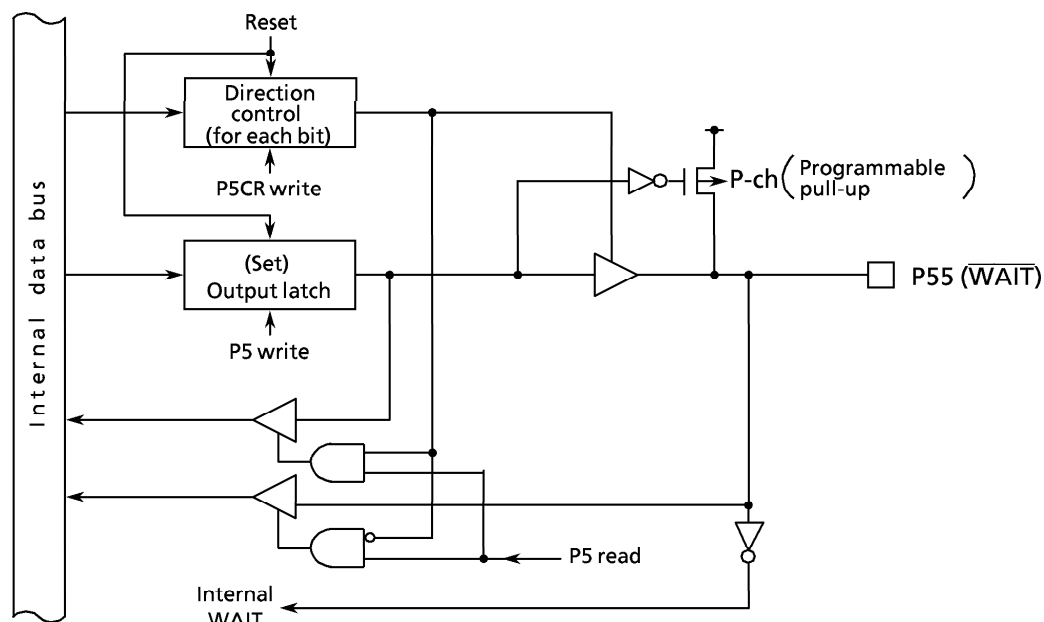 Reset
Direction
control
(for each bit)
P5CR write
P-ch
(Programmable
pull-up)
Internal data bus
(Set)
Output latch
P5 write
P55 (W̅A̅I̅T̅)
P5 read
Internal
WAIT